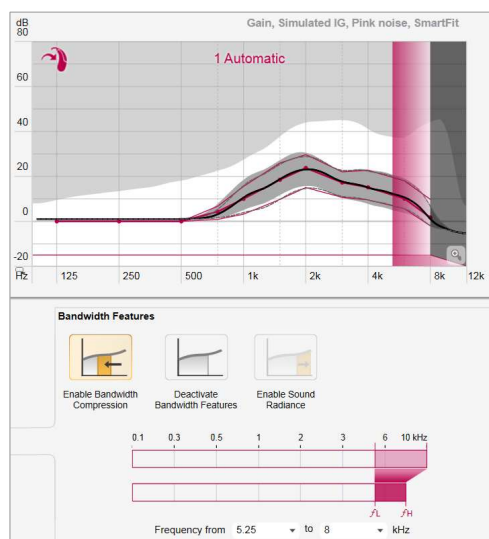 dB
Gain, Simulated IG, Pink noise, SmartFit
80
1 Automatic
60
40
20
0
-20
Hz 125 250 500 1k 2k 4k 8k 12k
Bandwidth Features
Enable Bandwidth Compression
Deactivate Bandwidth Features
Enable Sound Radiance
0.1 0.3 0.5 1 2 3 6 10 kHz
fL fH
Frequency from 5.25 to 8 kHz